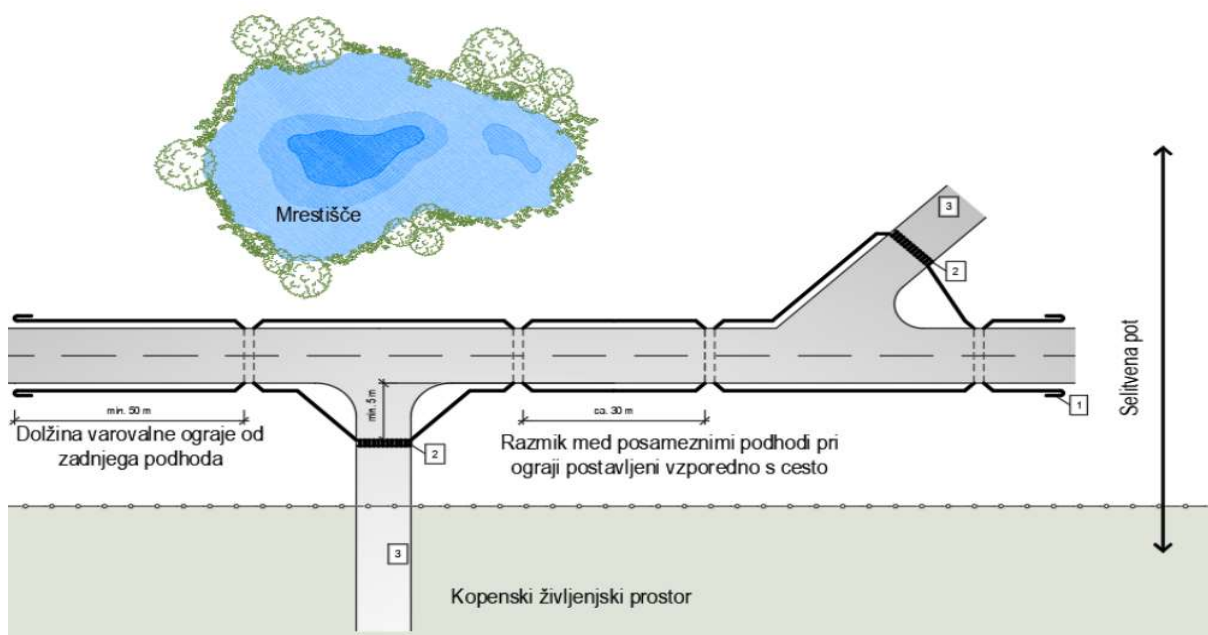 Mrestišče
3
2
Selitvena pot
min. 5 m
min. 50 m
ca. 30 m
1
Dolžina varovalne ograje od
zadnjega podhoda
2
Razmik med posameznimi podhodi pri
ograji postavljeni vzporedno s cesto
3
Kopenski življenjski prostor